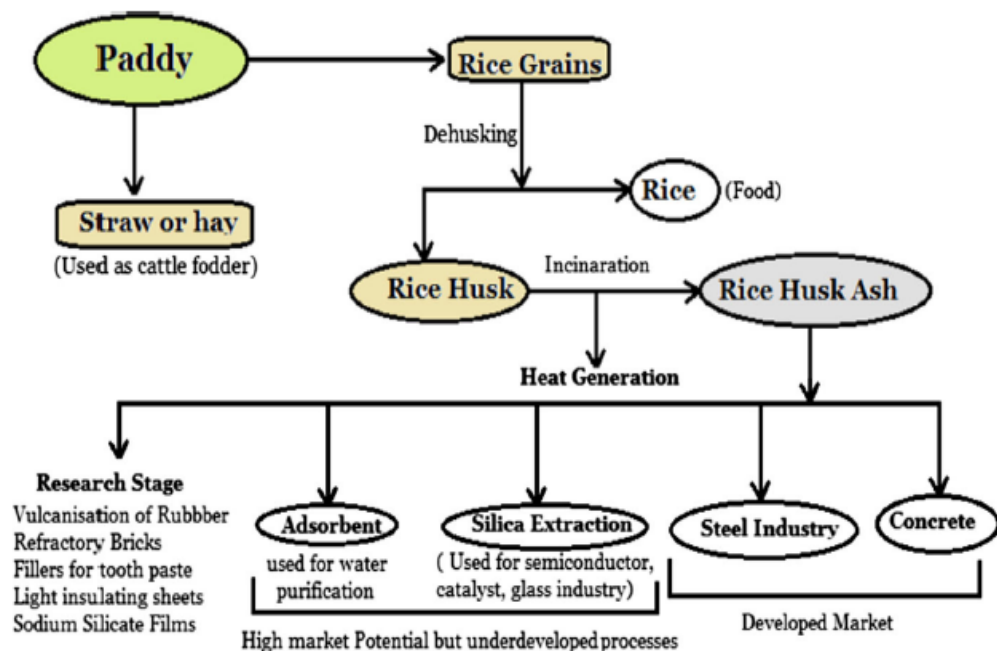 Paddy
Rice Grains
Dehusking
Rice
(Food)
Straw or hay
(Used as cattle fodder)
Rice Husk
Incinaration
Rice Husk Ash
Heat Generation
Research Stage
Vulcanisation of Rubbber
Refractory Bricks
Fillers for tooth paste
Light insulating sheets
Sodium Silicate Films
Adsorbent
used for water
purification
Silica Extraction
( Used for semiconductor,
catalyst, glass industry)
High market Potential but underdeveloped processes
Steel Industry
Concrete
Developed Market